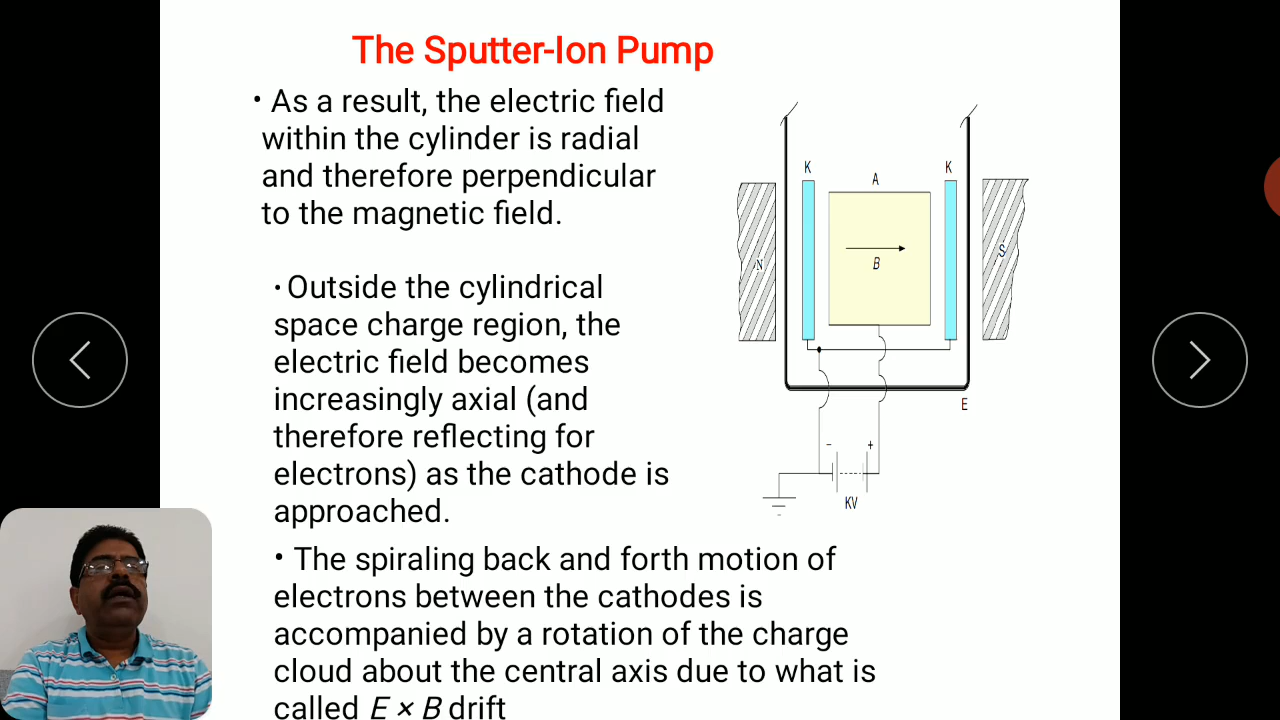 The Sputter-Ion Pump
• As a result, the electric field
within the cylinder is radial
and therefore perpendicular
to the magnetic field.
• Outside the cylindrical
space charge region, the
electric field becomes
increasingly axial (and
therefore reflecting for
electrons) as the cathode is
approached.
• The spiraling back and forth motion of
electrons between the cathodes is
accompanied by a rotation of the charge
cloud about the central axis due to what is
called E × B drift
K
A
K
N
B
S
E
− +
KV